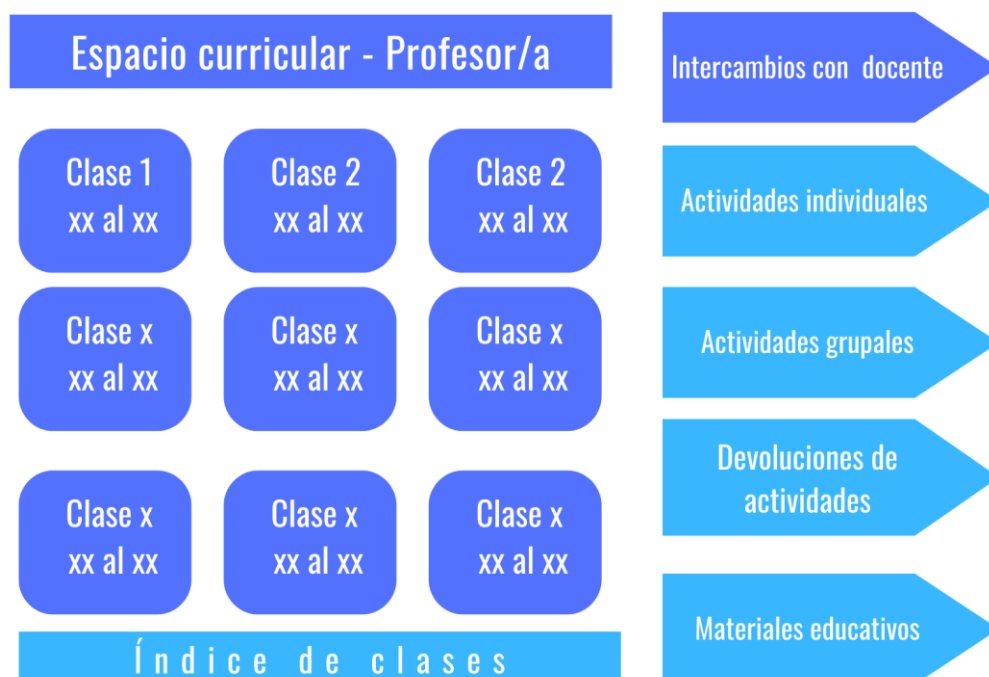 Espacio curricular - Profesor/a
Clase 1
xx al xx
Clase 2
xx al xx
Clase 2
xx al xx
Clase x
xx al xx
Clase x
xx al xx
Clase x
xx al xx
Clase x
xx al xx
Clase x
xx al xx
Clase x
xx al xx
Índice de clases
Intercambios con docente
Actividades individuales
Actividades grupales
Devoluciones de
actividades
Materiales educativos